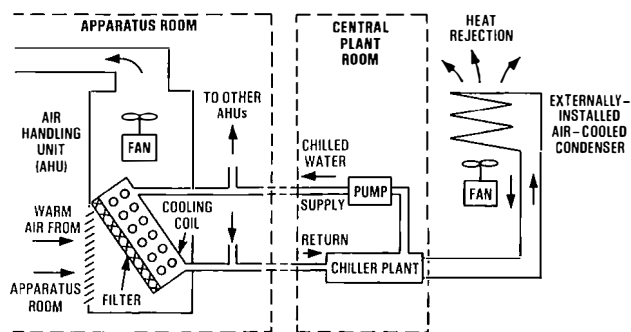 APPARATUS ROOM
CENTRAL
PLANT
ROOM
HEAT
REJECTION
TO OTHER
AHUs
AIR
HANDLING
UNIT
(AHU)
FAN
CHILLED
WATER
PUMP
SUPPLY
EXTERNALLY-
INSTALLED
AIR-COOLED
CONDENSER
FAN
WARM
AIR FROM
APPARATUS
ROOM
COOLING
COIL
FILTER
RETURN
CHILLER PLANT